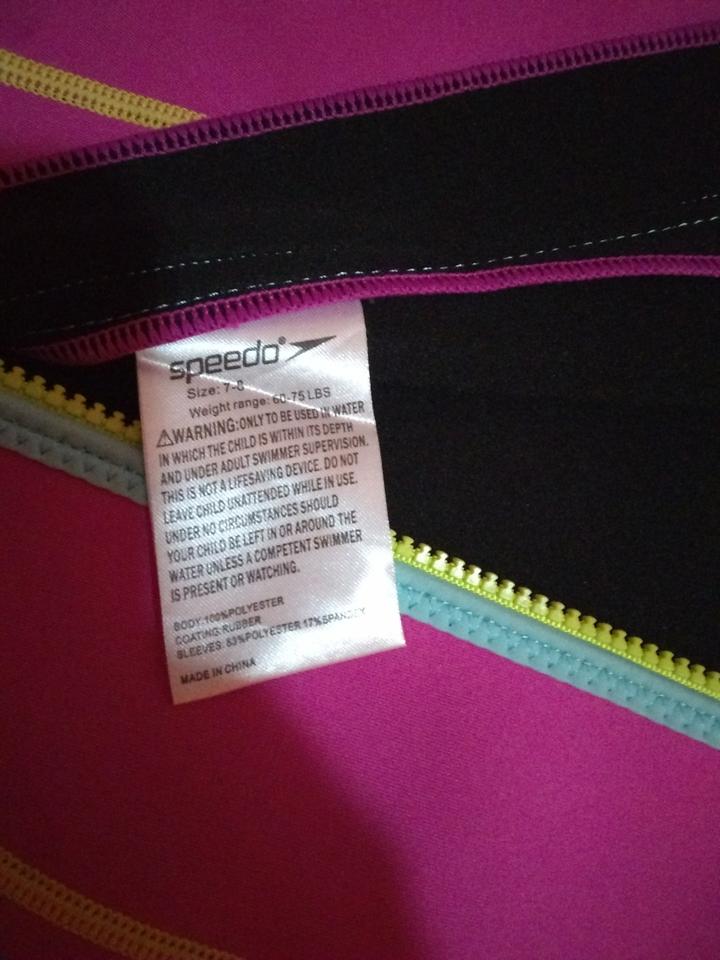 speedo
Size: 7-8
Weight range: 60-75 LBS
⚠WARNING:ONLY TO BE USED IN WATER
IN WHICH THE CHILD IS WITHIN ITS DEPTH
AND UNDER ADULT SWIMMER SUPERVISION.
THIS IS NOT A LIFESAVING DEVICE. DO NOT
LEAVE CHILD UNATTENDED WHILE IN USE.
UNDER NO CIRCUMSTANCES SHOULD
YOUR CHILD BE LEFT IN OR AROUND THE
WATER UNLESS A COMPETENT SWIMMER
IS PRESENT OR WATCHING.
BODY:100%POLYESTER
COATING:RUBBER
SLEEVES: 83%POLYESTER 17%SPANDEX
MADE IN CHINA